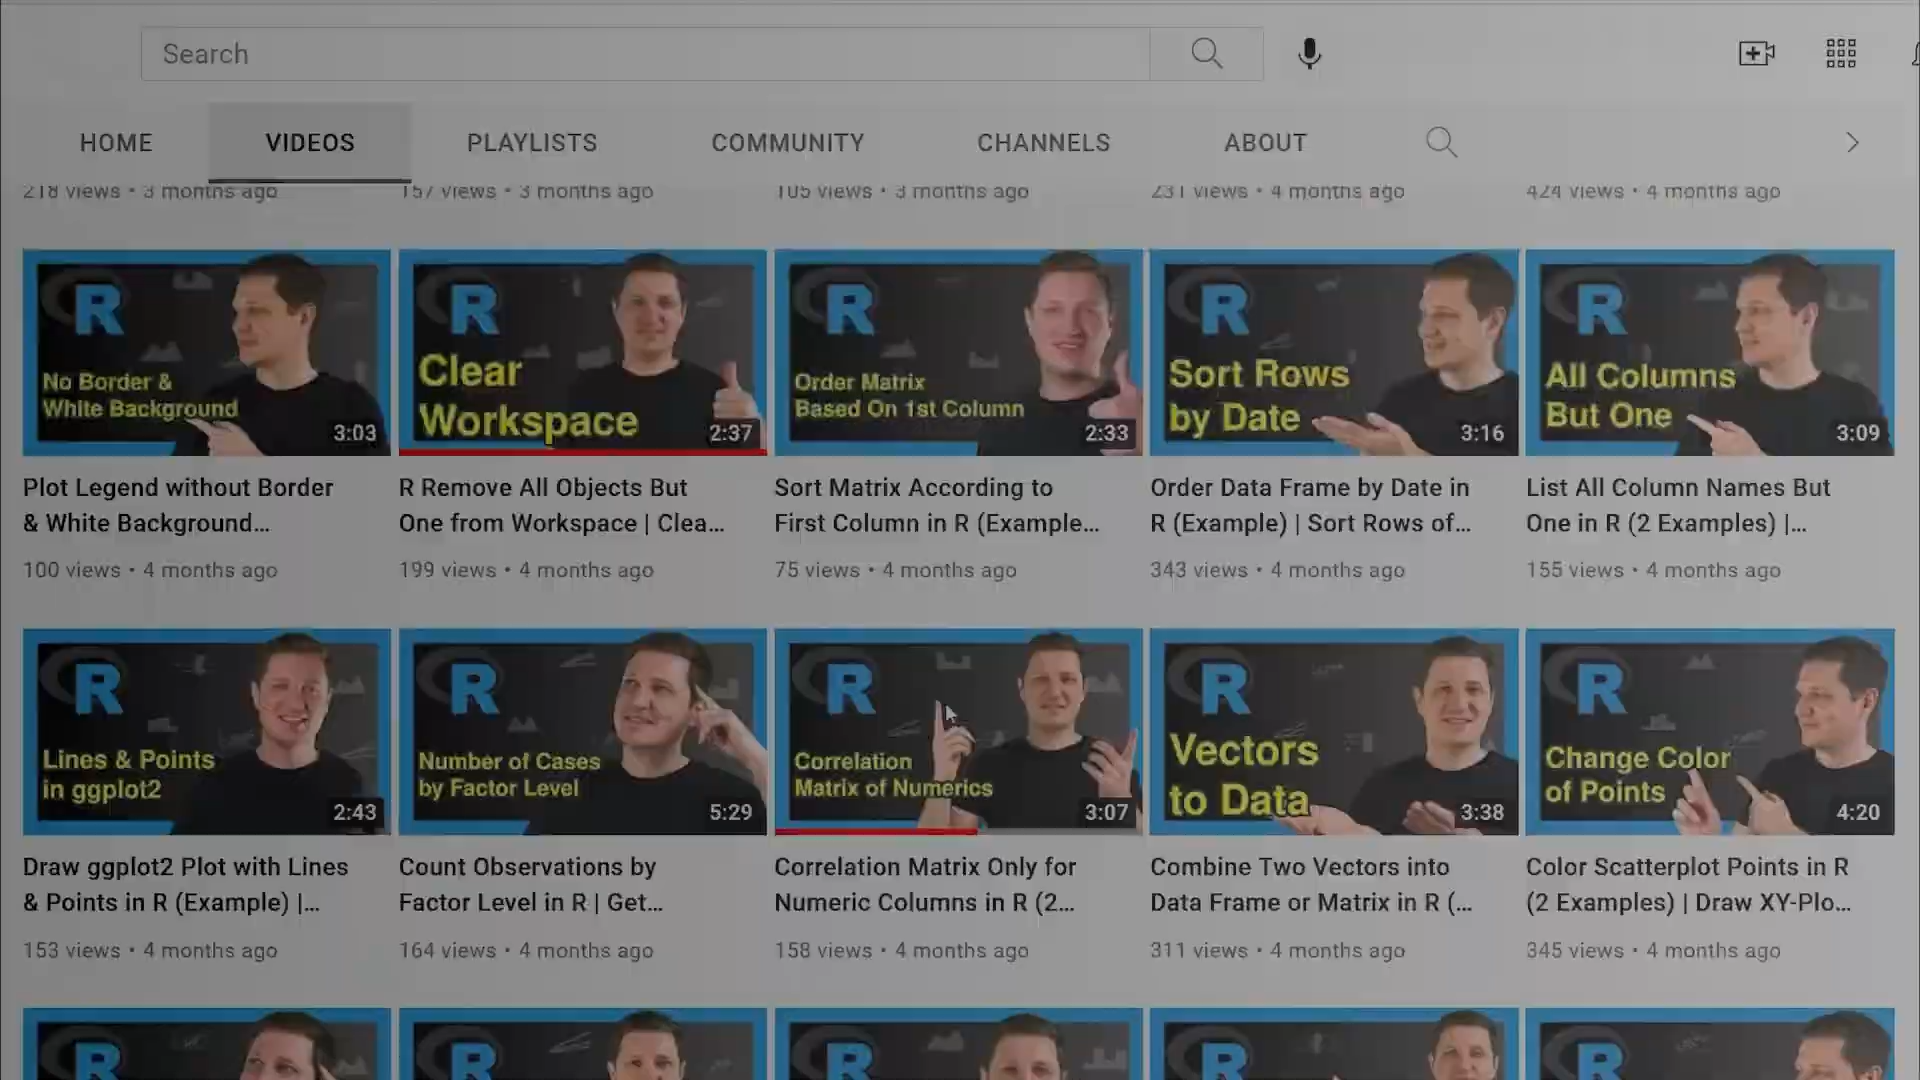 Search
HOME
VIDEOS
PLAYLISTS
COMMUNITY
CHANNELS
ABOUT
218 views • 3 months ago
157 views • 3 months ago
105 views • 3 months ago
231 views • 4 months ago
424 views • 4 months ago
R
No Border &
White Background
3:03
R
Clear
Workspace
2:37
R
Order Matrix
Based On 1st Column
2:33
R
Sort Rows
by Date
3:16
R
All Columns
But One
3:09
Plot Legend without Border
& White Background...
100 views • 4 months ago
R Remove All Objects But
One from Workspace | Clea...
199 views • 4 months ago
Sort Matrix According to
First Column in R (Example...
75 views • 4 months ago
Order Data Frame by Date in
R (Example) | Sort Rows of...
343 views • 4 months ago
List All Column Names But
One in R (2 Examples) |...
155 views • 4 months ago
R
Lines & Points
in ggplot2
2:43
R
Number of Cases
by Factor Level
5:29
R
Correlation
Matrix of Numerics
3:07
R
Vectors
to Data
3:38
R
Change Color
of Points
4:20
Draw ggplot2 Plot with Lines
& Points in R (Example) |...
153 views • 4 months ago
Count Observations by
Factor Level in R | Get...
164 views • 4 months ago
Correlation Matrix Only for
Numeric Columns in R (2...
158 views • 4 months ago
Combine Two Vectors into
Data Frame or Matrix in R (...
311 views • 4 months ago
Color Scatterplot Points in R
(2 Examples) | Draw XY-Plo...
345 views • 4 months ago
R
R
R
R
R